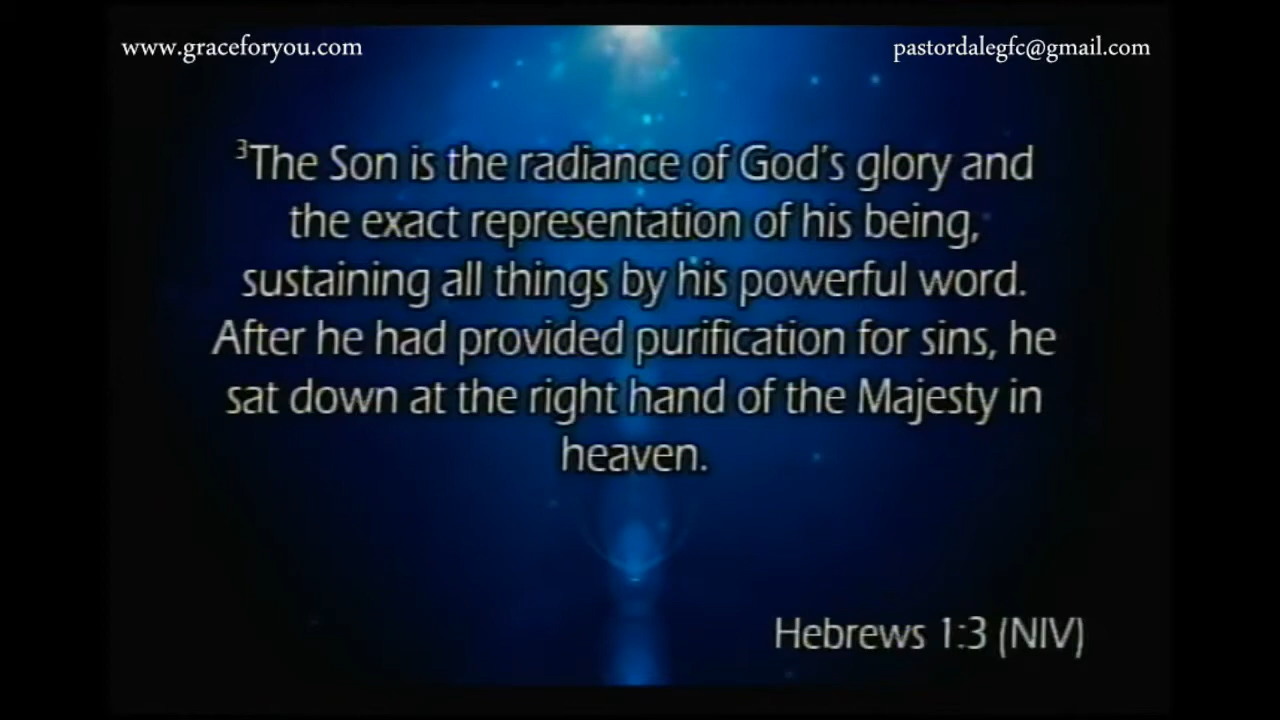 www.graceforyou.com
pastordalegfc@gmail.com
³The Son is the radiance of God's glory and
the exact representation of his being,
sustaining all things by his powerful word.
After he had provided purification for sins, he
sat down at the right hand of the Majesty in
heaven.
Hebrews 1:3 (NIV)